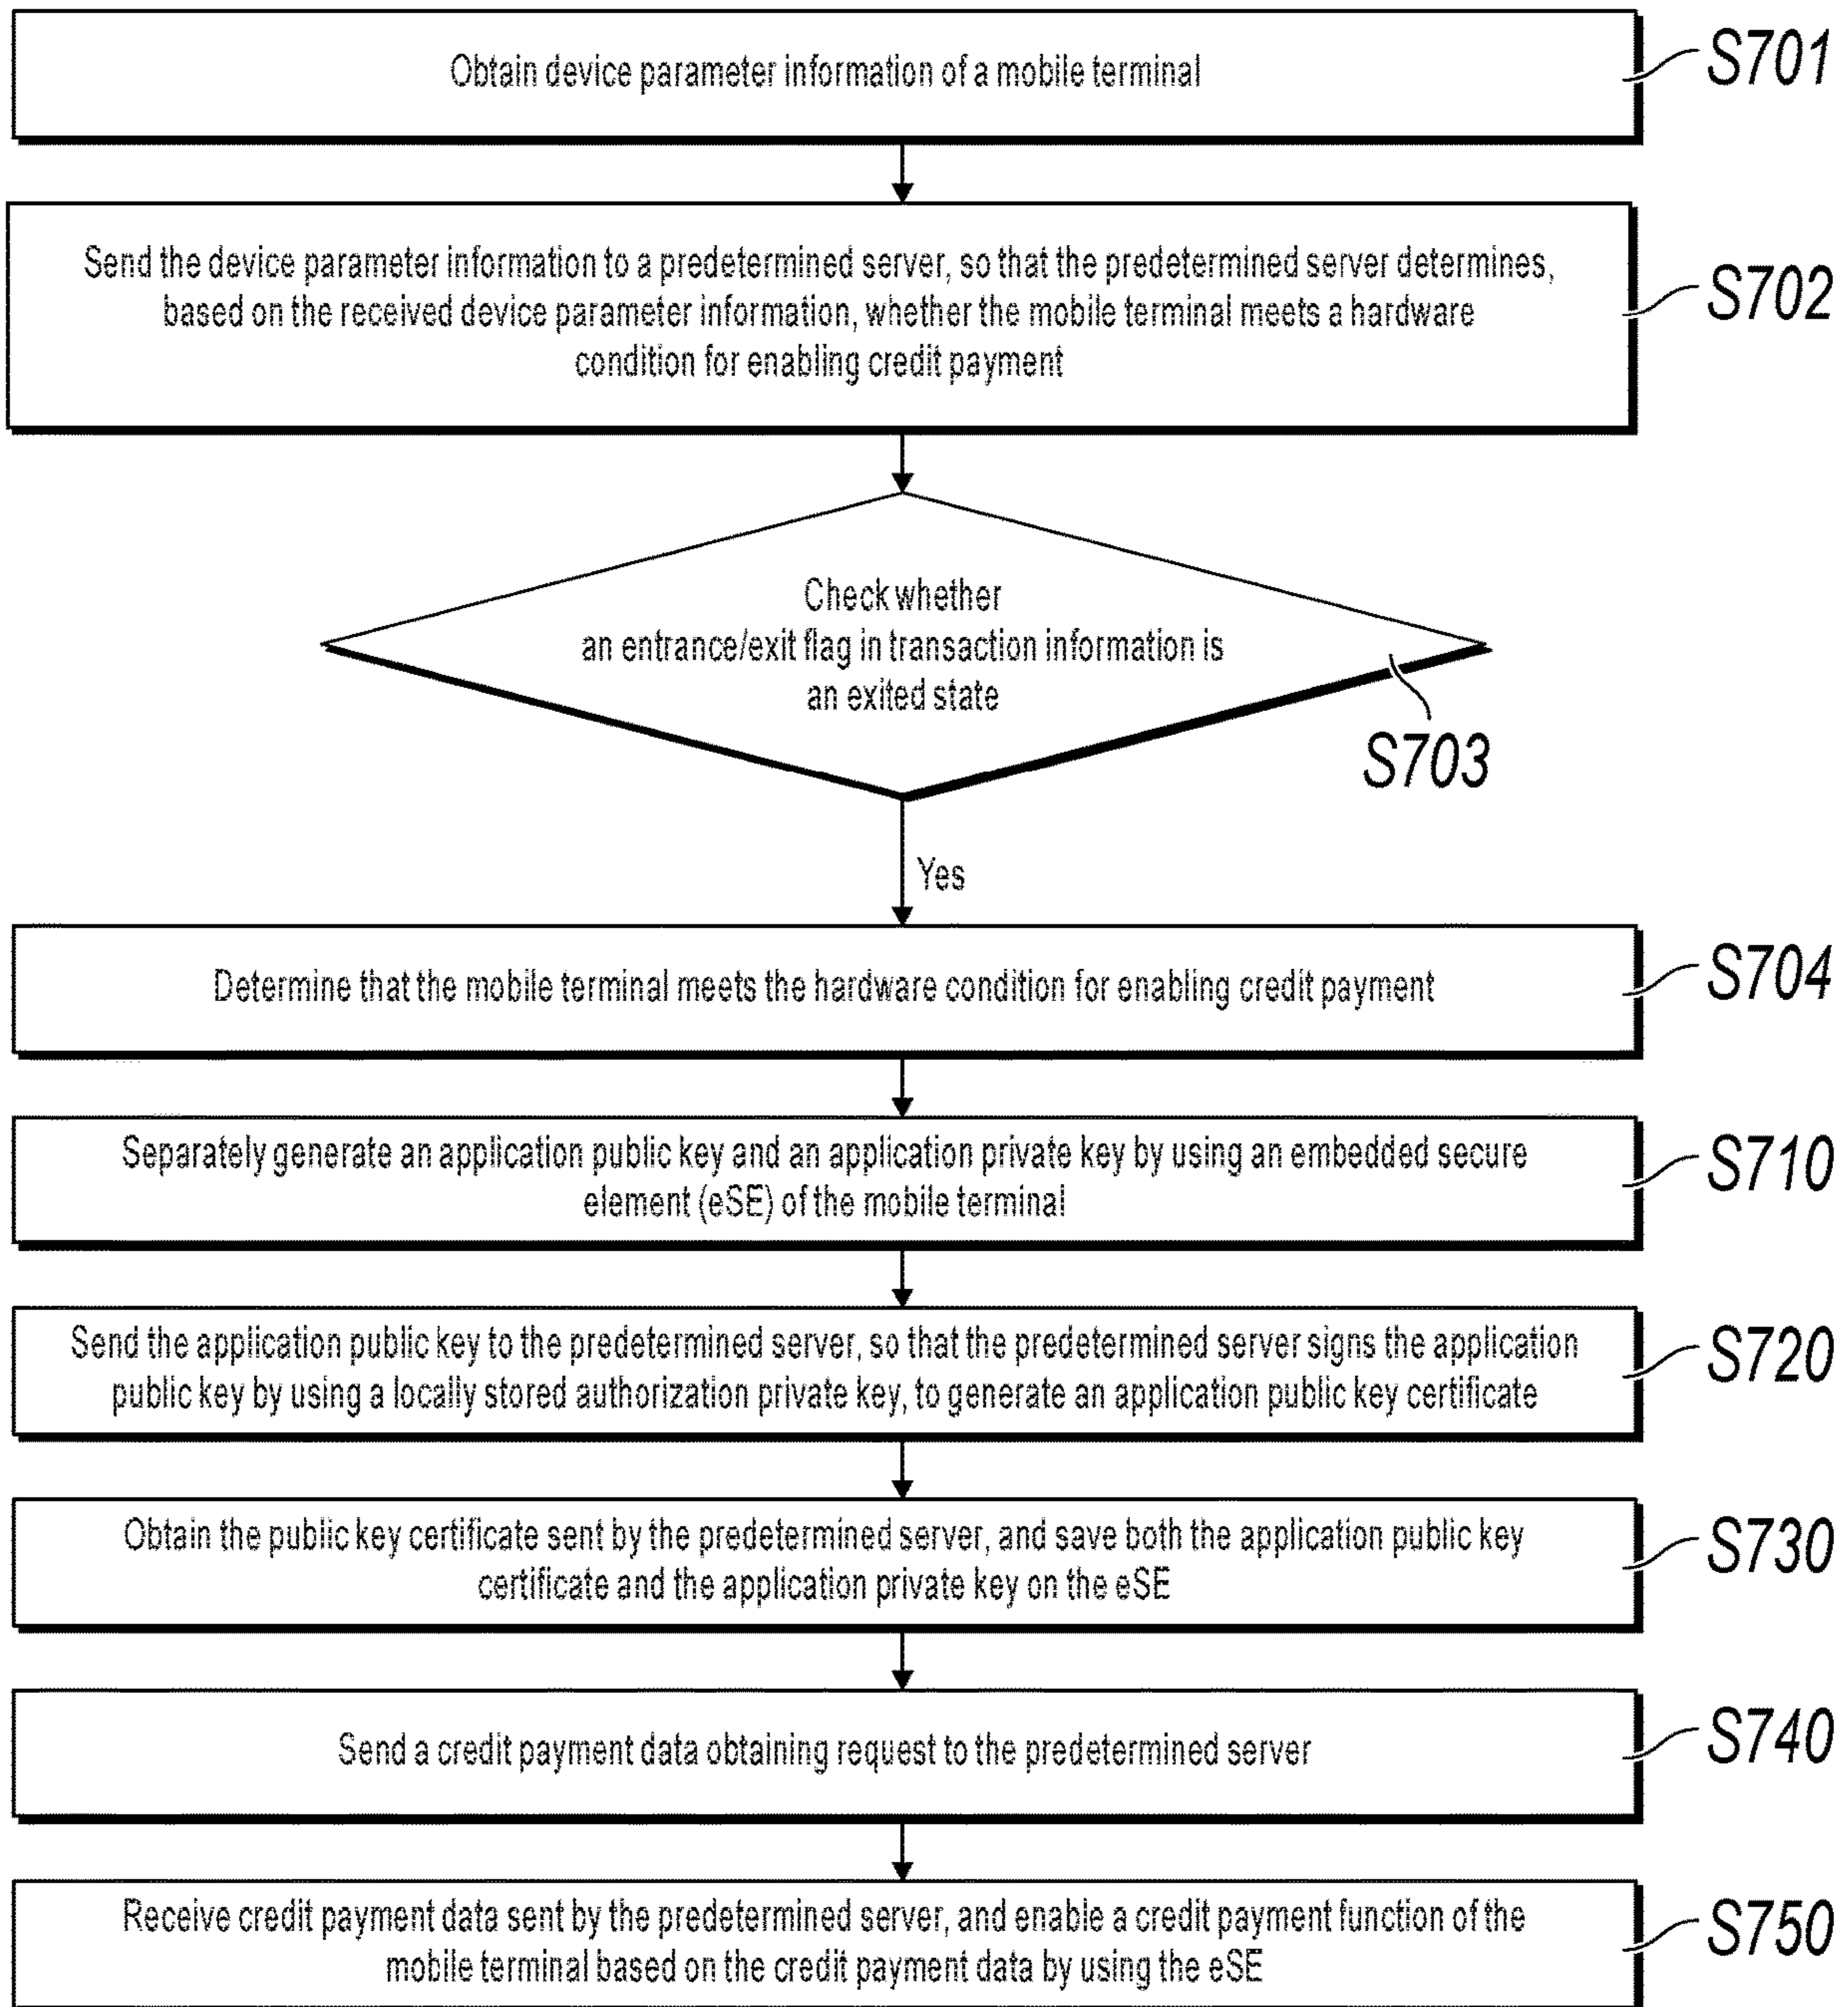 Obtain device parameter information of a mobile terminal
S701
Send the device parameter information to a predetermined server, so that the predetermined server determines,
based on the received device parameter information, whether the mobile terminal meets a hardware
condition for enabling credit payment
S702
Check whether
an entrance/exit flag in transaction information is
an exited state
S703
Yes
Determine that the mobile terminal meets the hardware condition for enabling credit payment
S704
Separately generate an application public key and an application private key by using an embedded secure
element (eSE) of the mobile terminal
S710
Send the application public key to the predetermined server, so that the predetermined server signs the application
public key by using a locally stored authorization private key, to generate an application public key certificate
S720
Obtain the public key certificate sent by the predetermined server, and save both the application public key
certificate and the application private key on the eSE
S730
Send a credit payment data obtaining request to the predetermined server
S740
Receive credit payment data sent by the predetermined server, and enable a credit payment function of the
mobile terminal based on the credit payment data by using the eSE
S750